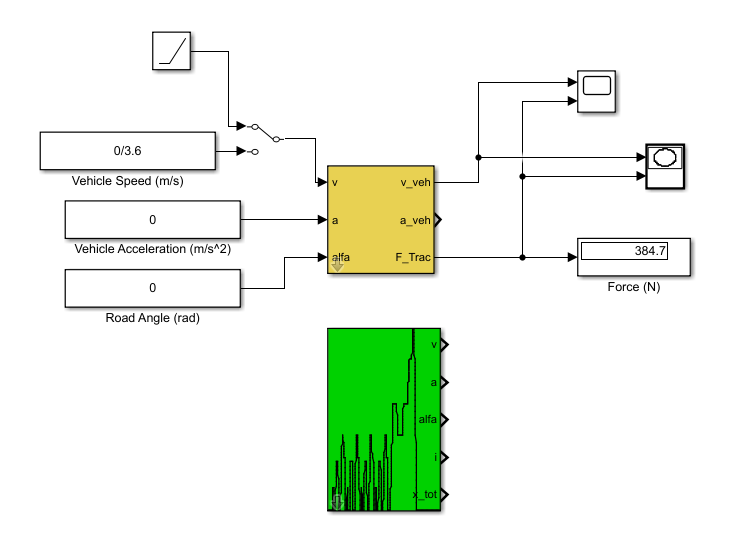 0/3.6
Vehicle Speed (m/s)
0
Vehicle Acceleration (m/s^2)
0
Road Angle (rad)
v
a
alfa
v_veh
a_veh
F_Trac
384.7
Force (N)
v
a
alfa
i
x_tot